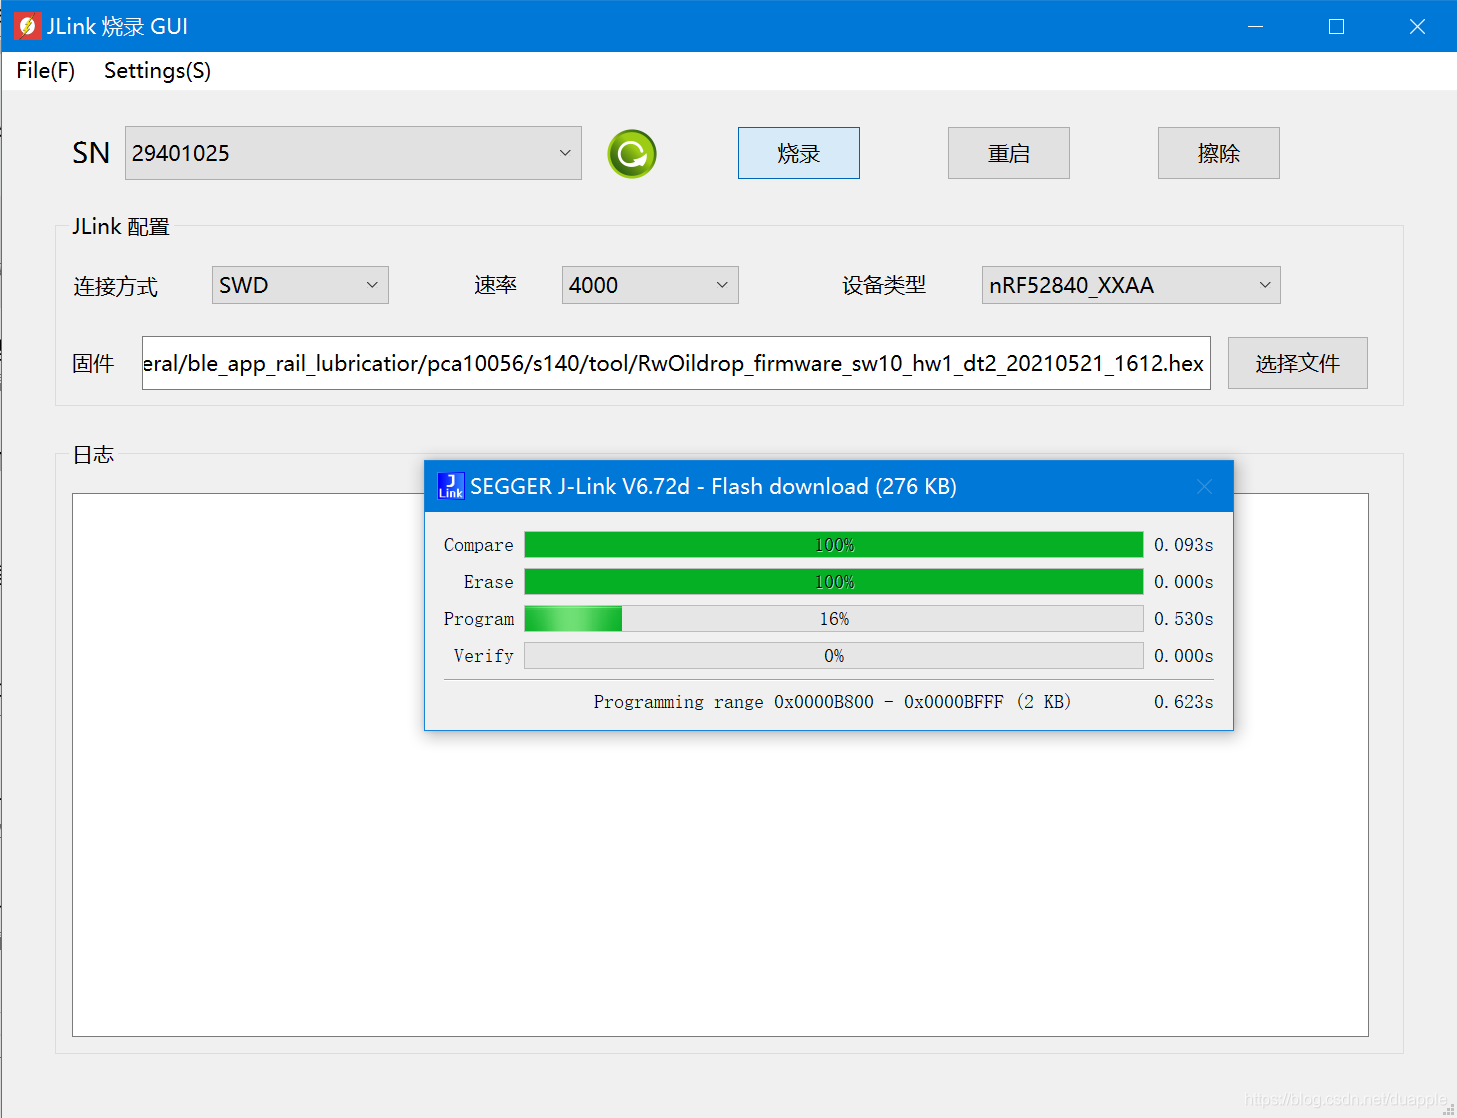 JLink 烧录 GUI
File(F) Settings(S)
SN 29401025 烧录 重启 擦除
JLink 配置
连接方式 SWD 速率 4000 设备类型 nRF52840_XXAA
固件 eral/ble_app_rail_lubricatior/pca10056/s140/tool/RwOildrop_firmware_sw10_hw1_dt2_20210521_1612.hex 选择文件
日志
J Link SEGGER J-Link V6.72d - Flash download (276 KB)
Compare 100% 0.093s
Erase 100% 0.000s
Program 16% 0.530s
Verify 0% 0.000s
Programming range 0x0000B800 - 0x0000BFFF (2 KB) 0.623s
https://blog.csdn.net/duapple